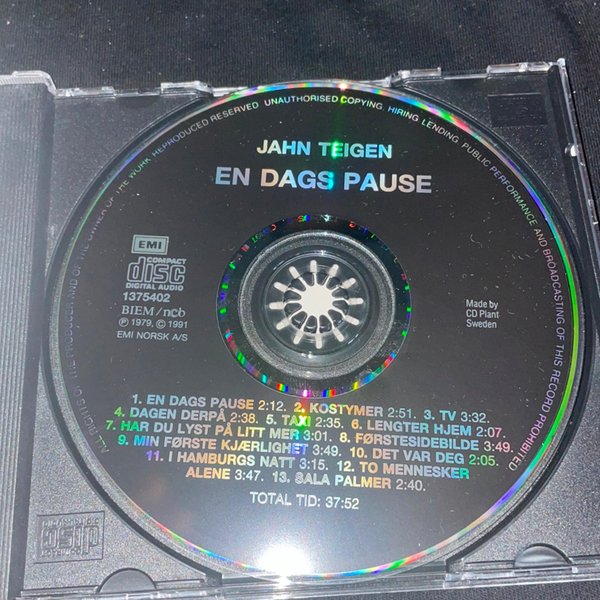 ALL RIGHTS O THE PRODUCER AND OF THE OWNER OF THE WORK REPRODUCED RESERVED UNAUTHORISED COPYING, HIRING, LENDING, PUBLIC PERFORMANCE AND BROADCASTING OF THIS RECORD PROHIBITED
JAHN TEIGEN
EN DAGS PAUSE
EMI
COMPACT
disc
DIGITAL AUDIO
1375402
BIEM/ncb
℗ 1979, © 1991
EMI NORSK A/S
Made by
CD Plant
Sweden
1. EN DAGS PAUSE 2:12. 2. KOSTYMER 2:51. 3. TV 3:32.
4. DAGEN DERPÅ 2:38. 5. TAXI 2:35. 6. LENGTER HJEM 2:07.
7. HAR DU LYST PÅ LITT MER 3:01. 8. FØRSTESIDEBILDE 3:49.
9. MIN FØRSTE KJÆRLIGHET 3:49. 10. DET VAR DEG 2:05.
11. I HAMBURGS NATT 3:15. 12. TO MENNESKER
ALENE 3:47. 13. SALA PALMER 2:40.
TOTAL TID: 37:52